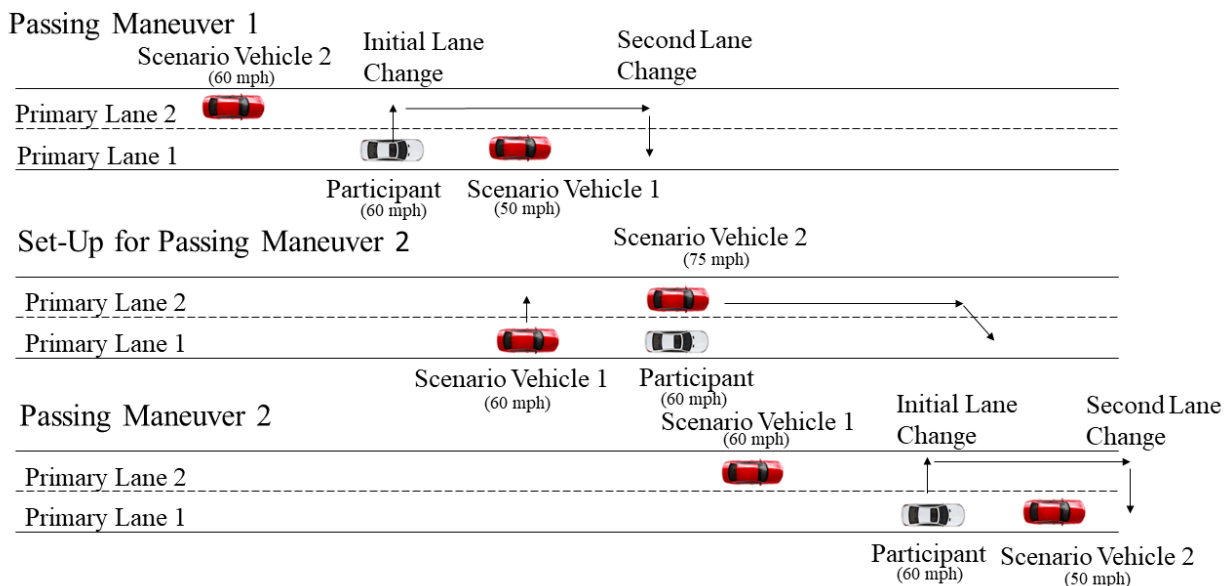 Passing Maneuver 1
Scenario Vehicle 2
(60 mph)
Initial Lane
Change
Second Lane
Change
Primary Lane 2
Primary Lane 1
Participant
(60 mph)
Scenario Vehicle 1
(50 mph)
Set-Up for Passing Maneuver 2
Scenario Vehicle 2
(75 mph)
Primary Lane 2
Primary Lane 1
Scenario Vehicle 1
(60 mph)
Participant
(60 mph)
Passing Maneuver 2
Scenario Vehicle 1
(60 mph)
Initial Lane
Change
Second Lane
Change
Primary Lane 2
Primary Lane 1
Participant
(60 mph)
Scenario Vehicle 2
(50 mph)